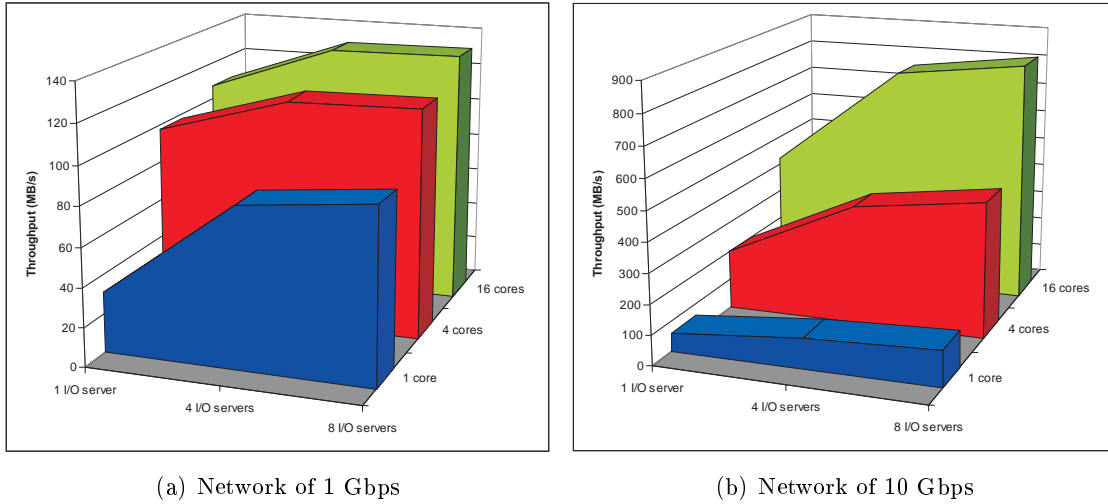 140
120
100
80
60
40
20
0
Throughput (MB/s)
1 I/O server
4 I/O servers
8 I/O servers
1 core
4 cores
16 cores
(a) Network of 1 Gbps
900
800
700
600
500
400
300
200
100
0
Throughput (MB/s)
1 I/O server
4 I/O servers
8 I/O servers
1 core
4 cores
16 cores
(b) Network of 10 Gbps